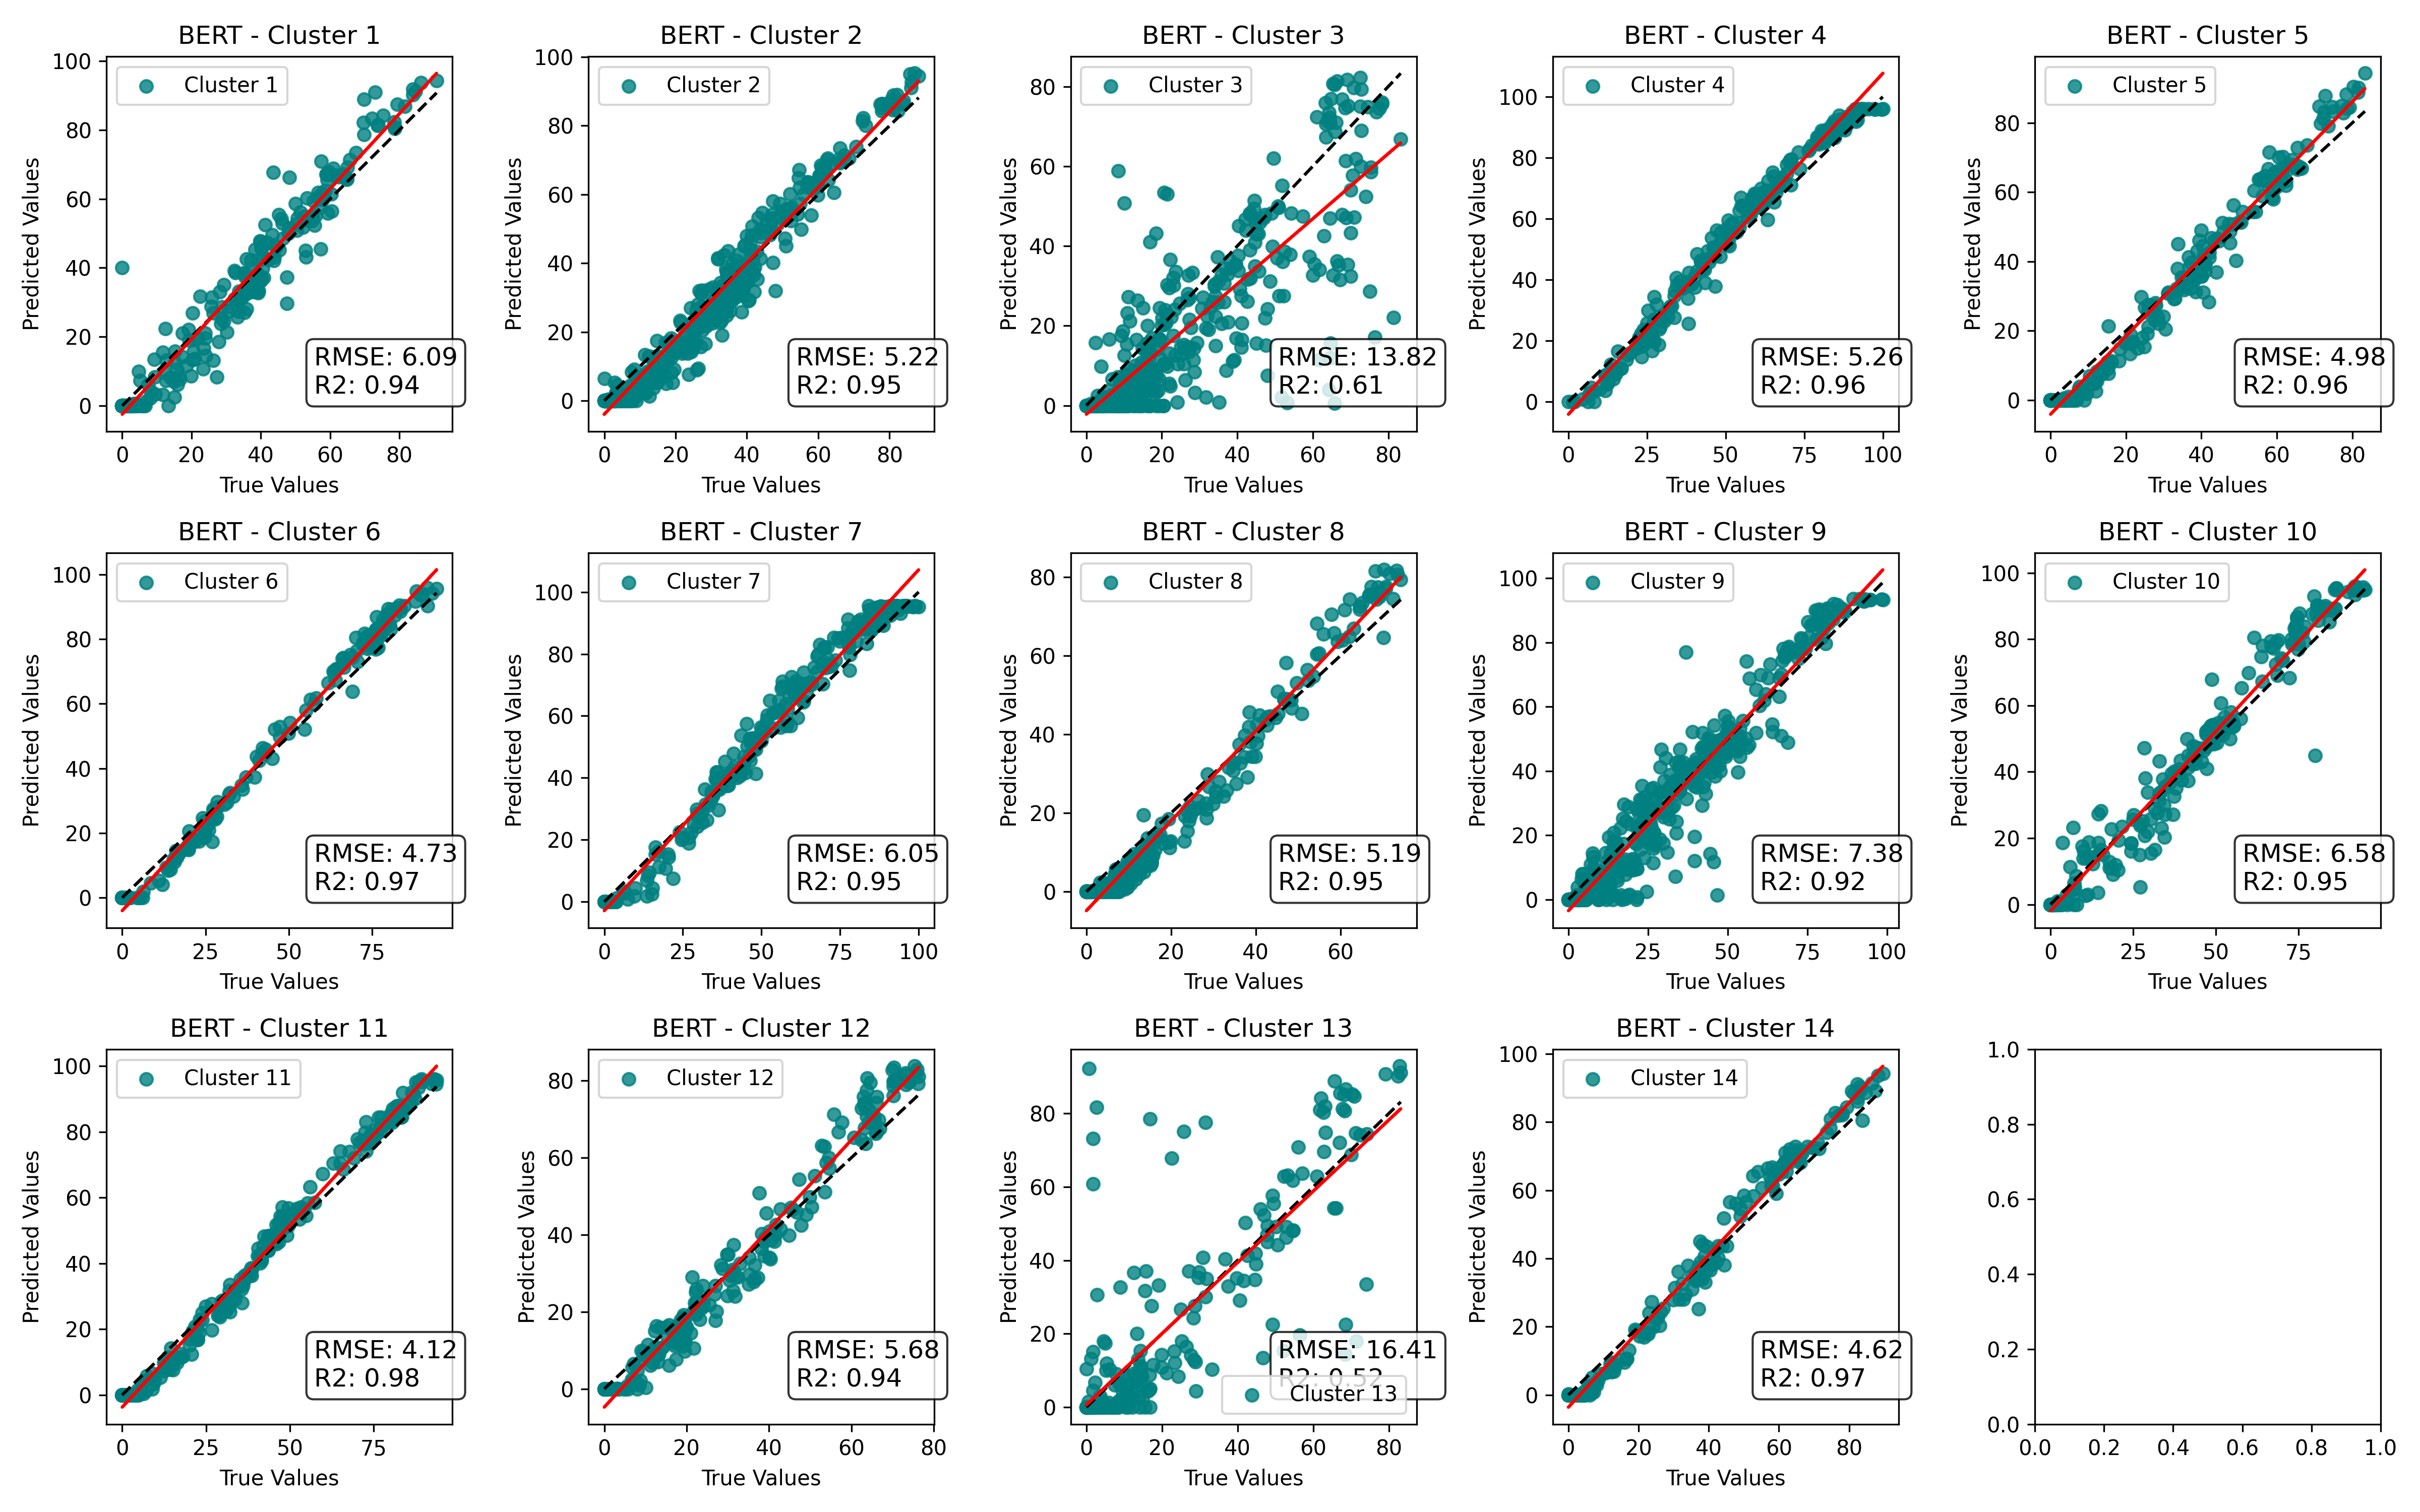 BERT - Cluster 1
Cluster 1
100
80
60
40
20
0
Predicted Values
RMSE: 6.09
R2: 0.94
0 20 40 60 80
True Values
BERT - Cluster 2
Cluster 2
100
80
60
40
20
0
Predicted Values
RMSE: 5.22
R2: 0.95
0 20 40 60 80
True Values
BERT - Cluster 3
Cluster 3
80
60
40
20
0
Predicted Values
RMSE: 13.82
R2: 0.61
0 20 40 60 80
True Values
BERT - Cluster 4
Cluster 4
100
80
60
40
20
0
Predicted Values
RMSE: 5.26
R2: 0.96
0 25 50 75 100
True Values
BERT - Cluster 5
Cluster 5
80
60
40
20
0
Predicted Values
RMSE: 4.98
R2: 0.96
0 20 40 60 80
True Values
BERT - Cluster 6
Cluster 6
100
80
60
40
20
0
Predicted Values
RMSE: 4.73
R2: 0.97
0 25 50 75
True Values
BERT - Cluster 7
Cluster 7
100
80
60
40
20
0
Predicted Values
RMSE: 6.05
R2: 0.95
0 25 50 75 100
True Values
BERT - Cluster 8
Cluster 8
80
60
40
20
0
Predicted Values
RMSE: 5.19
R2: 0.95
0 20 40 60
True Values
BERT - Cluster 9
Cluster 9
100
80
60
40
20
0
Predicted Values
RMSE: 7.38
R2: 0.92
0 25 50 75 100
True Values
BERT - Cluster 10
Cluster 10
100
80
60
40
20
0
Predicted Values
RMSE: 6.58
R2: 0.95
0 25 50 75
True Values
BERT - Cluster 11
Cluster 11
100
80
60
40
20
0
Predicted Values
RMSE: 4.12
R2: 0.98
0 25 50 75
True Values
BERT - Cluster 12
Cluster 12
80
60
40
20
0
Predicted Values
RMSE: 5.68
R2: 0.94
0 20 40 60 80
True Values
BERT - Cluster 13
80
60
40
20
0
Predicted Values
RMSE: 16.41
R2: 0.52
Cluster 13
0 20 40 60 80
True Values
BERT - Cluster 14
Cluster 14
100
80
60
40
20
0
Predicted Values
RMSE: 4.62
R2: 0.97
0 20 40 60 80
True Values
1.0
0.8
0.6
0.4
0.2
0.0
0.0 0.2 0.4 0.6 0.8 1.0